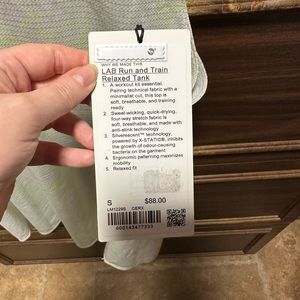 WHY WE MADE THIS
LAB Run and Train
Relaxed Tank
1. A workout kit essential.
Pairing technical fabric with a
minimalist cut, this top is
soft, breathable, and training
ready
2. Sweat-wicking, quick-drying,
four-way stretch fabric is
soft, breathable, and made with
anti-stink technology
3. Silverescent™ technology,
powered by X-STATIC®, inhibits
the growth of odour-causing
bacteria on the garment
4. Ergonomic patterning maximizes
mobility
5. Relaxed fit
S $88.00
LM1229S CERX
000143477333